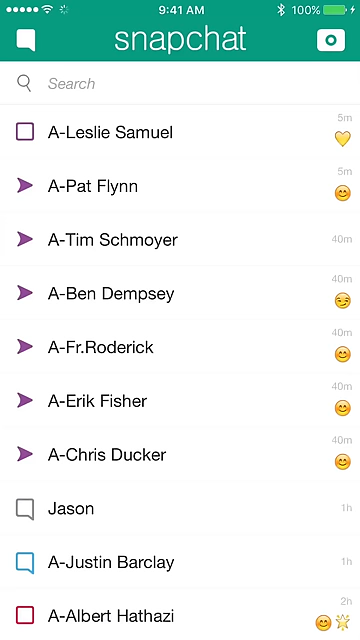 9:41 AM
100%
snapchat
Search
A-Leslie Samuel
5m
A-Pat Flynn
5m
A-Tim Schmoyer
40m
A-Ben Dempsey
40m
A-Fr.Roderick
40m
A-Erik Fisher
40m
A-Chris Ducker
40m
Jason
1h
A-Justin Barclay
1h
A-Albert Hathazi
2h